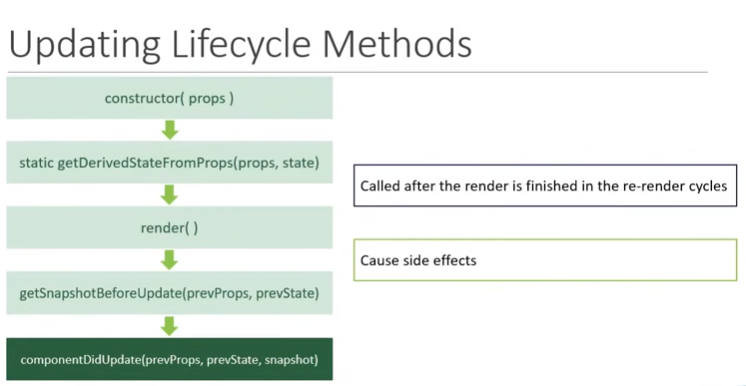 Updating Lifecycle Methods
constructor( props )
static getDerivedStateFromProps(props, state)
render( )
getSnapshotBeforeUpdate(prevProps, prevState)
componentDidUpdate(prevProps, prevState, snapshot)
Called after the render is finished in the re-render cycles
Cause side effects